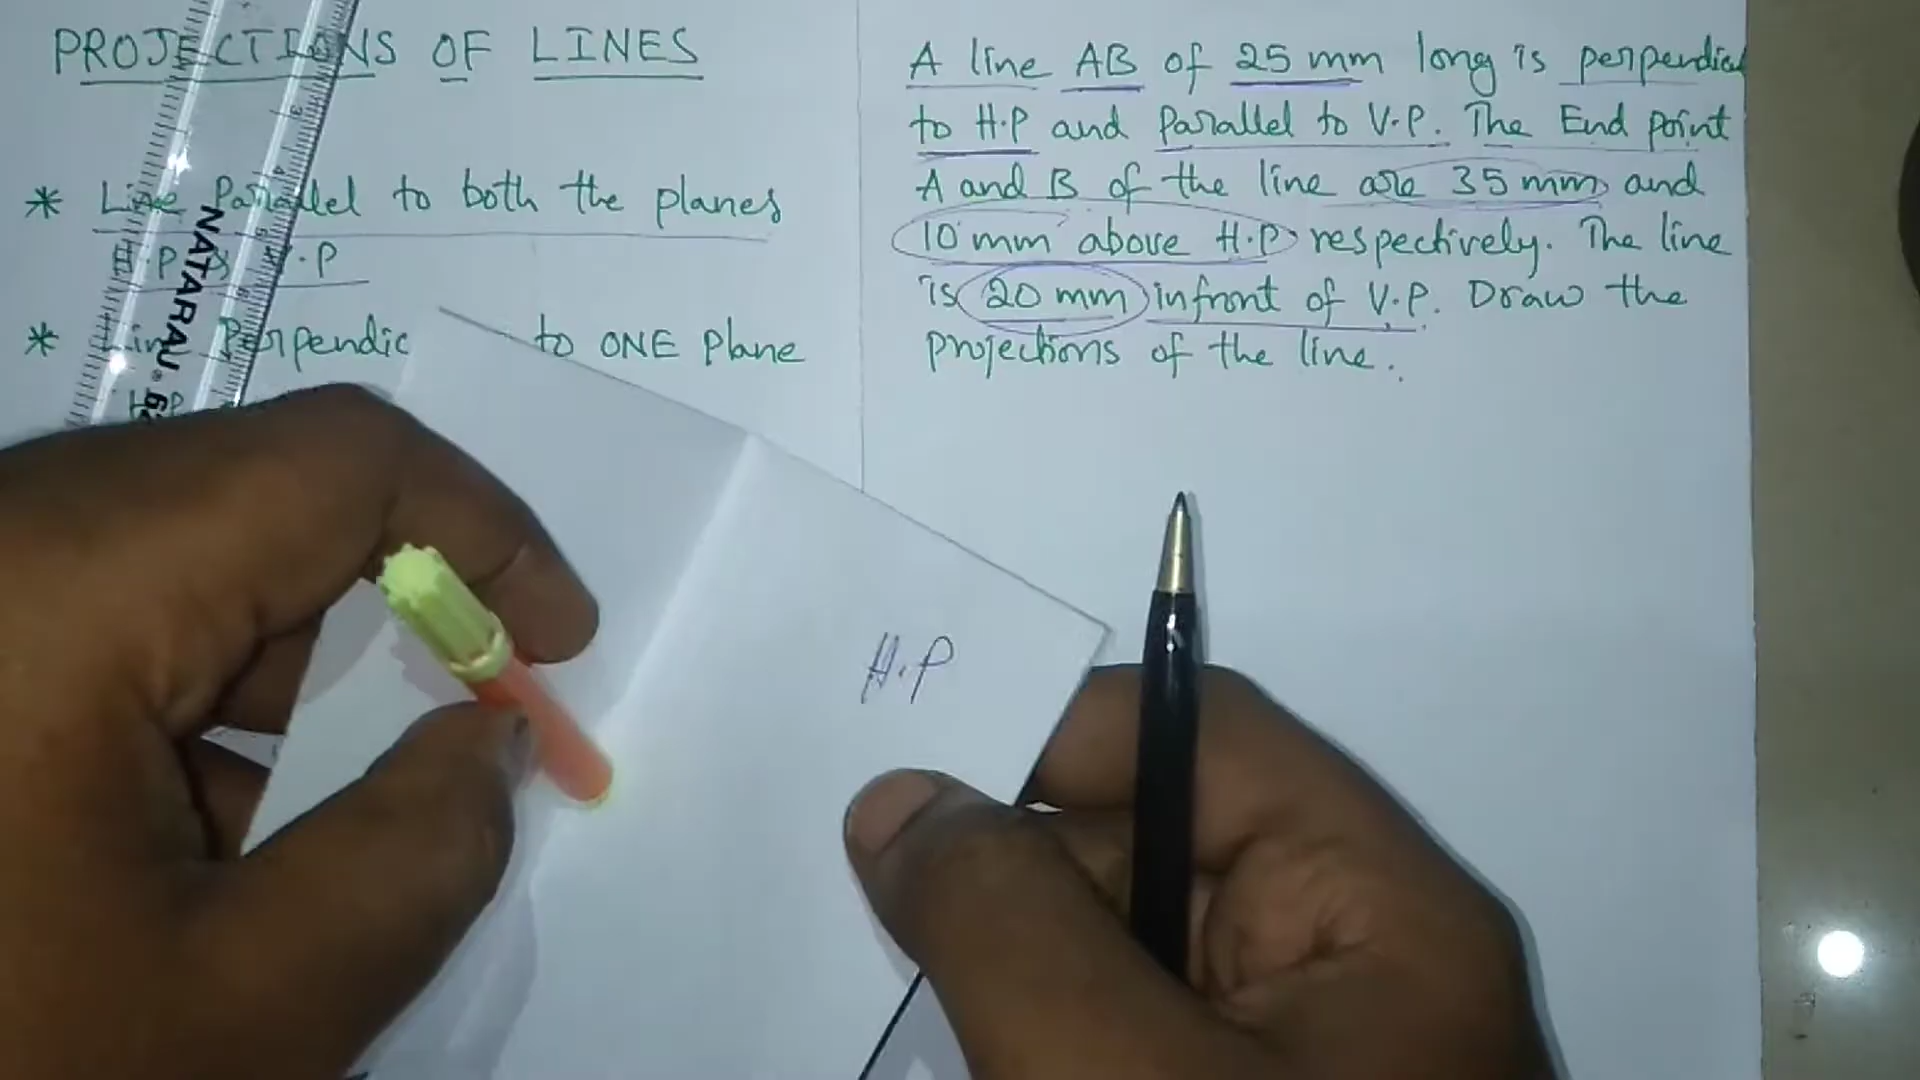 PROJECTIONS OF LINES
* Line Parallel to both the planes
H.P & V.P
* Line Perpendic to ONE plane
H.P
A line AB of 25 mm long is perpendicul
to H.P and Parallel to V.P. The End point
A and B of the line are 35 mm and
10 mm above H.P respectively. The line
is 20 mm infront of V.P. Draw the
projections of the line.
NATARAJ
H.P